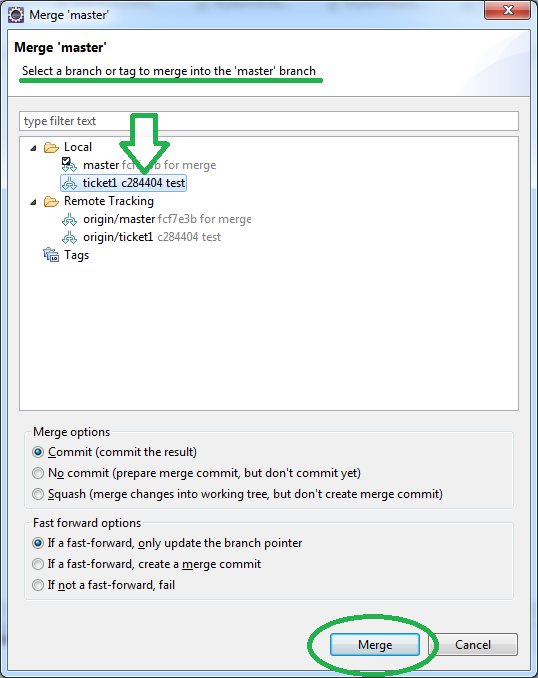 Merge 'master'
Merge 'master'
Select a branch or tag to merge into the 'master' branch
type filter text
Local
master fcf7e3b for merge
ticket1 c284404 test
Remote Tracking
origin/master fcf7e3b for merge
origin/ticket1 c284404 test
Tags
Merge options
Commit (commit the result)
No commit (prepare merge commit, but don't commit yet)
Squash (merge changes into working tree, but don't create merge commit)
Fast forward options
If a fast-forward, only update the branch pointer
If a fast-forward, create a merge commit
If not a fast-forward, fail
Merge Cancel